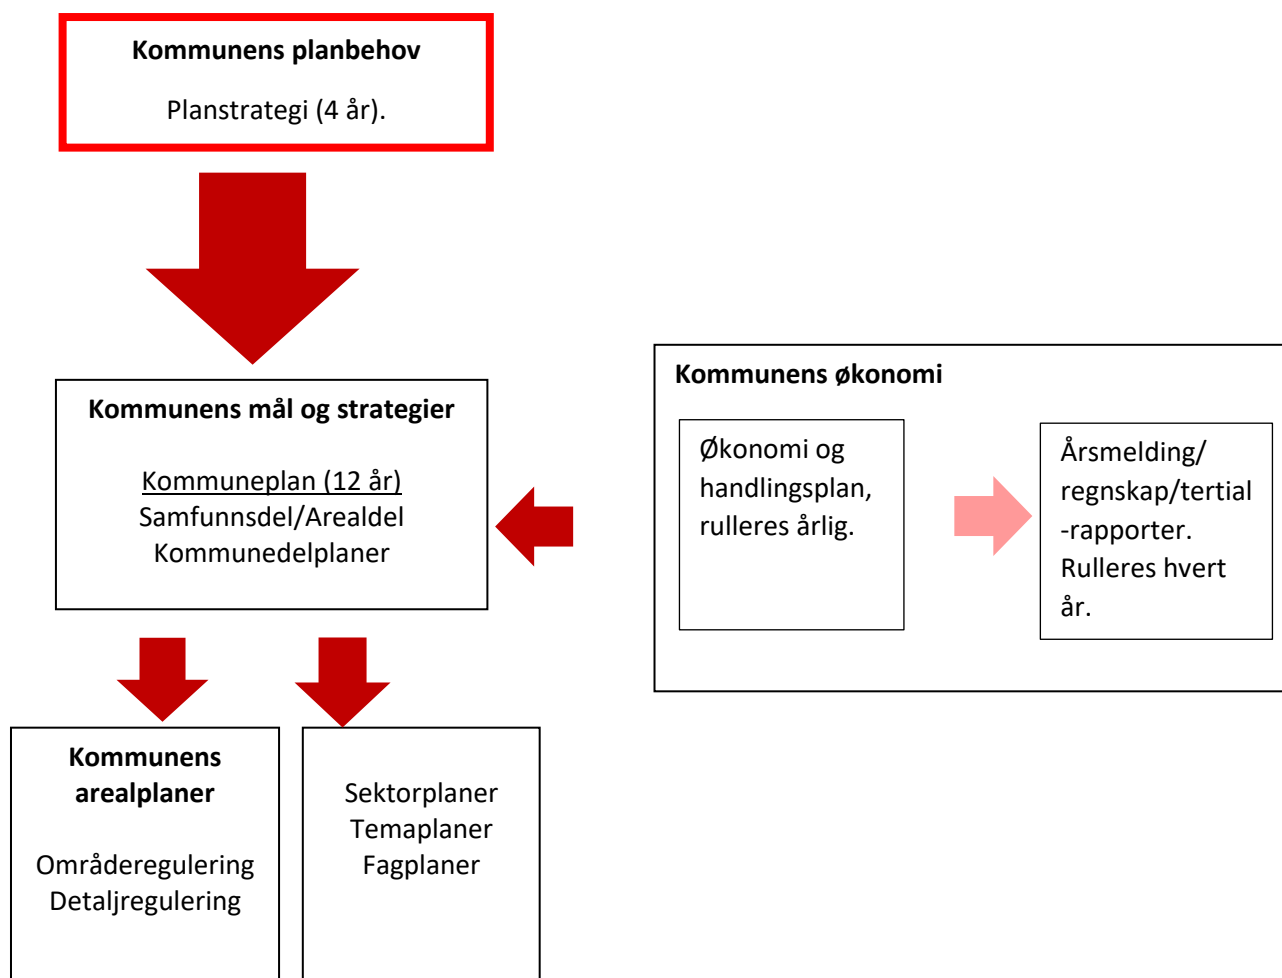 Kommunens planbehov
Planstrategi (4 år).
Kommunens mål og strategier
Kommuneplan (12 år)
Samfunnsdel/Arealdel
Kommunedelplaner
Kommunens økonomi
Økonomi og
handlingsplan,
rulleres årlig.
Årsmelding/
regnskap/tertial
-rapporter.
Rulleres hvert
år.
Kommunens
arealplaner
Områderegulering
Detaljregulering
Sektorplaner
Temaplaner
Fagplaner